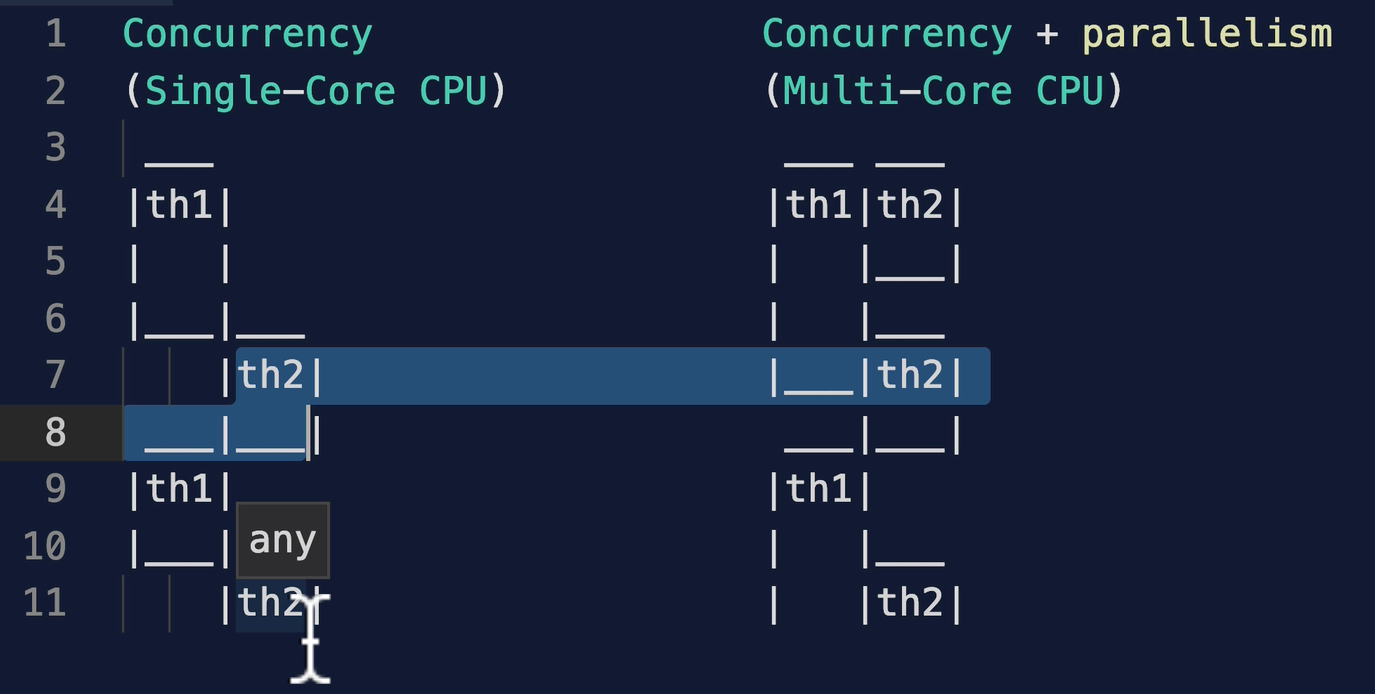 1 Concurrency                 Concurrency + parallelism
2 (Single-Core CPU)           (Multi-Core CPU)
3  ___                         ___ ___
4 |th1|                       |th1|th2|
5 |   |                       |   |___|
6 |___|___                    |   |___
7     |th2|                   |___|th2|
8  ___|___|                    ___|___|
9 |th1|                       |th1|
any
10 |___|                       |   |___
11     |th2|                   |   |th2|